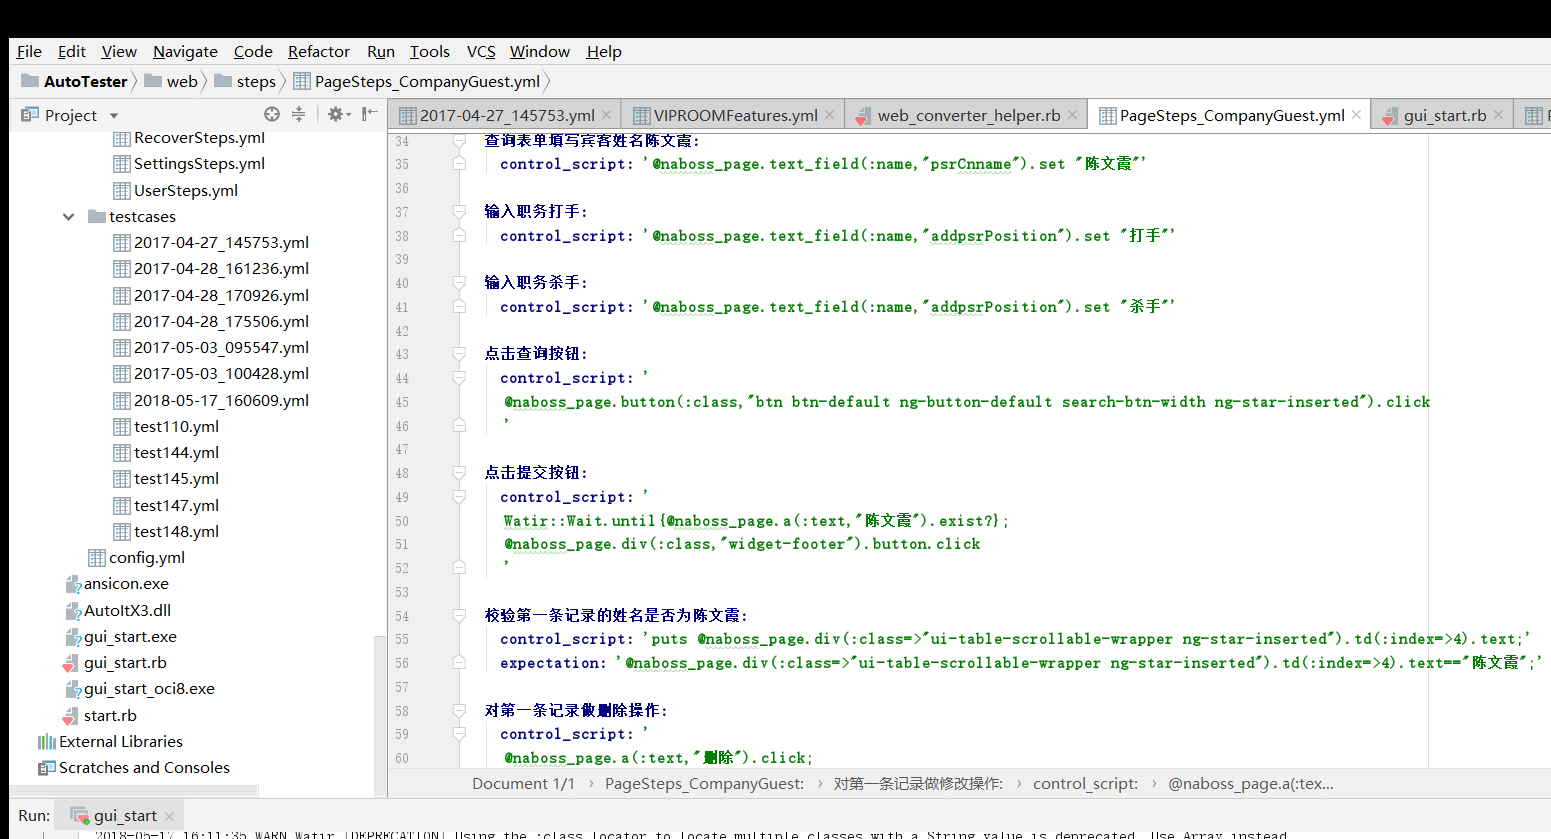 File Edit View Navigate Code Refactor Run Tools VCS Window Help
AutoTester web steps PageSteps_CompanyGuest.yml
Project
2017-04-27_145753.yml VIPROOMFeatures.yml web_converter_helper.rb PageSteps_CompanyGuest.yml gui_start.rb
RecoverSteps.yml
SettingsSteps.yml
UserSteps.yml
testcases
2017-04-27_145753.yml
2017-04-28_161236.yml
2017-04-28_170926.yml
2017-04-28_175506.yml
2017-05-03_095547.yml
2017-05-03_100428.yml
2018-05-17_160609.yml
test110.yml
test144.yml
test145.yml
test147.yml
test148.yml
config.yml
ansicon.exe
AutoItX3.dll
gui_start.exe
gui_start.rb
gui_start_oci8.exe
start.rb
External Libraries
Scratches and Consoles
34 查询表单填写宾客姓名陈文霞:
35 control_script: '@naboss_page.text_field(:name,"psrCnname").set "陈文霞"'
36
37 输入职务打手:
38 control_script: '@naboss_page.text_field(:name,"addpsrPosition").set "打手"'
39
40 输入职务杀手:
41 control_script: '@naboss_page.text_field(:name,"addpsrPosition").set "杀手"'
42
43 点击查询按钮:
44 control_script: '
45 @naboss_page.button(:class,"btn btn-default ng-button-default search-btn-width ng-star-inserted").click
46 '
47
48 点击提交按钮:
49 control_script: '
50 Watir::Wait.until{@naboss_page.a(:text,"陈文霞").exist?};
51 @naboss_page.div(:class,"widget-footer").button.click
52 '
53
54 校验第一条记录的姓名是否为陈文霞:
55 control_script: 'puts @naboss_page.div(:class=>"ui-table-scrollable-wrapper ng-star-inserted").td(:index=>4).text;'
56 expectation: '@naboss_page.div(:class=>"ui-table-scrollable-wrapper ng-star-inserted").td(:index=>4).text=="陈文霞";'
57
58 对第一条记录做删除操作:
59 control_script: '
60 @naboss_page.a(:text,"删除").click;
Document 1/1 › PageSteps_CompanyGuest: › 对第一条记录做修改操作: › control_script: › @naboss_page.a(:tex...
Run: gui_start
2018-05-17 16:11:35 WARN Watir [DEPRECATION] Using the :class locator to locate multiple classes with a String value is deprecated. Use Array instead.